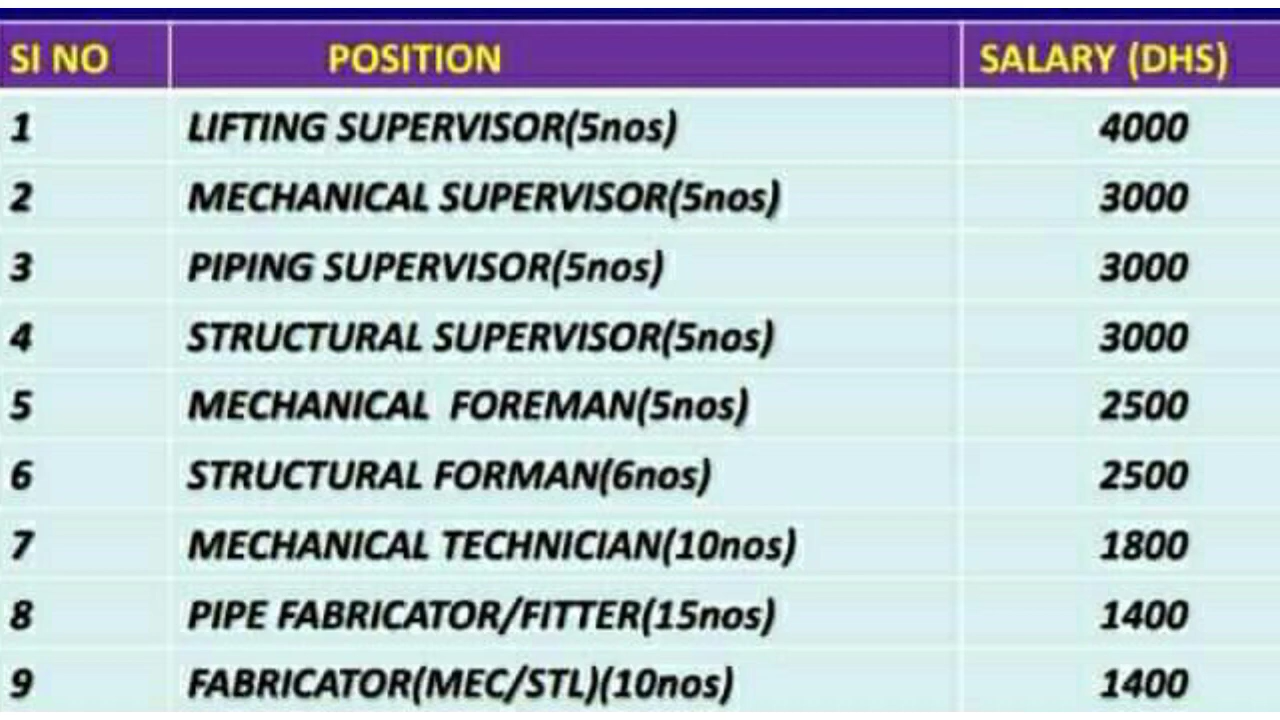 SI NO POSITION SALARY (DHS)
1 LIFTING SUPERVISOR(5nos) 4000
2 MECHANICAL SUPERVISOR(5nos) 3000
3 PIPING SUPERVISOR(5nos) 3000
4 STRUCTURAL SUPERVISOR(5nos) 3000
5 MECHANICAL FOREMAN(5nos) 2500
6 STRUCTURAL FORMAN(6nos) 2500
7 MECHANICAL TECHNICIAN(10nos) 1800
8 PIPE FABRICATOR/FITTER(15nos) 1400
9 FABRICATOR(MEC/STL)(10nos) 1400